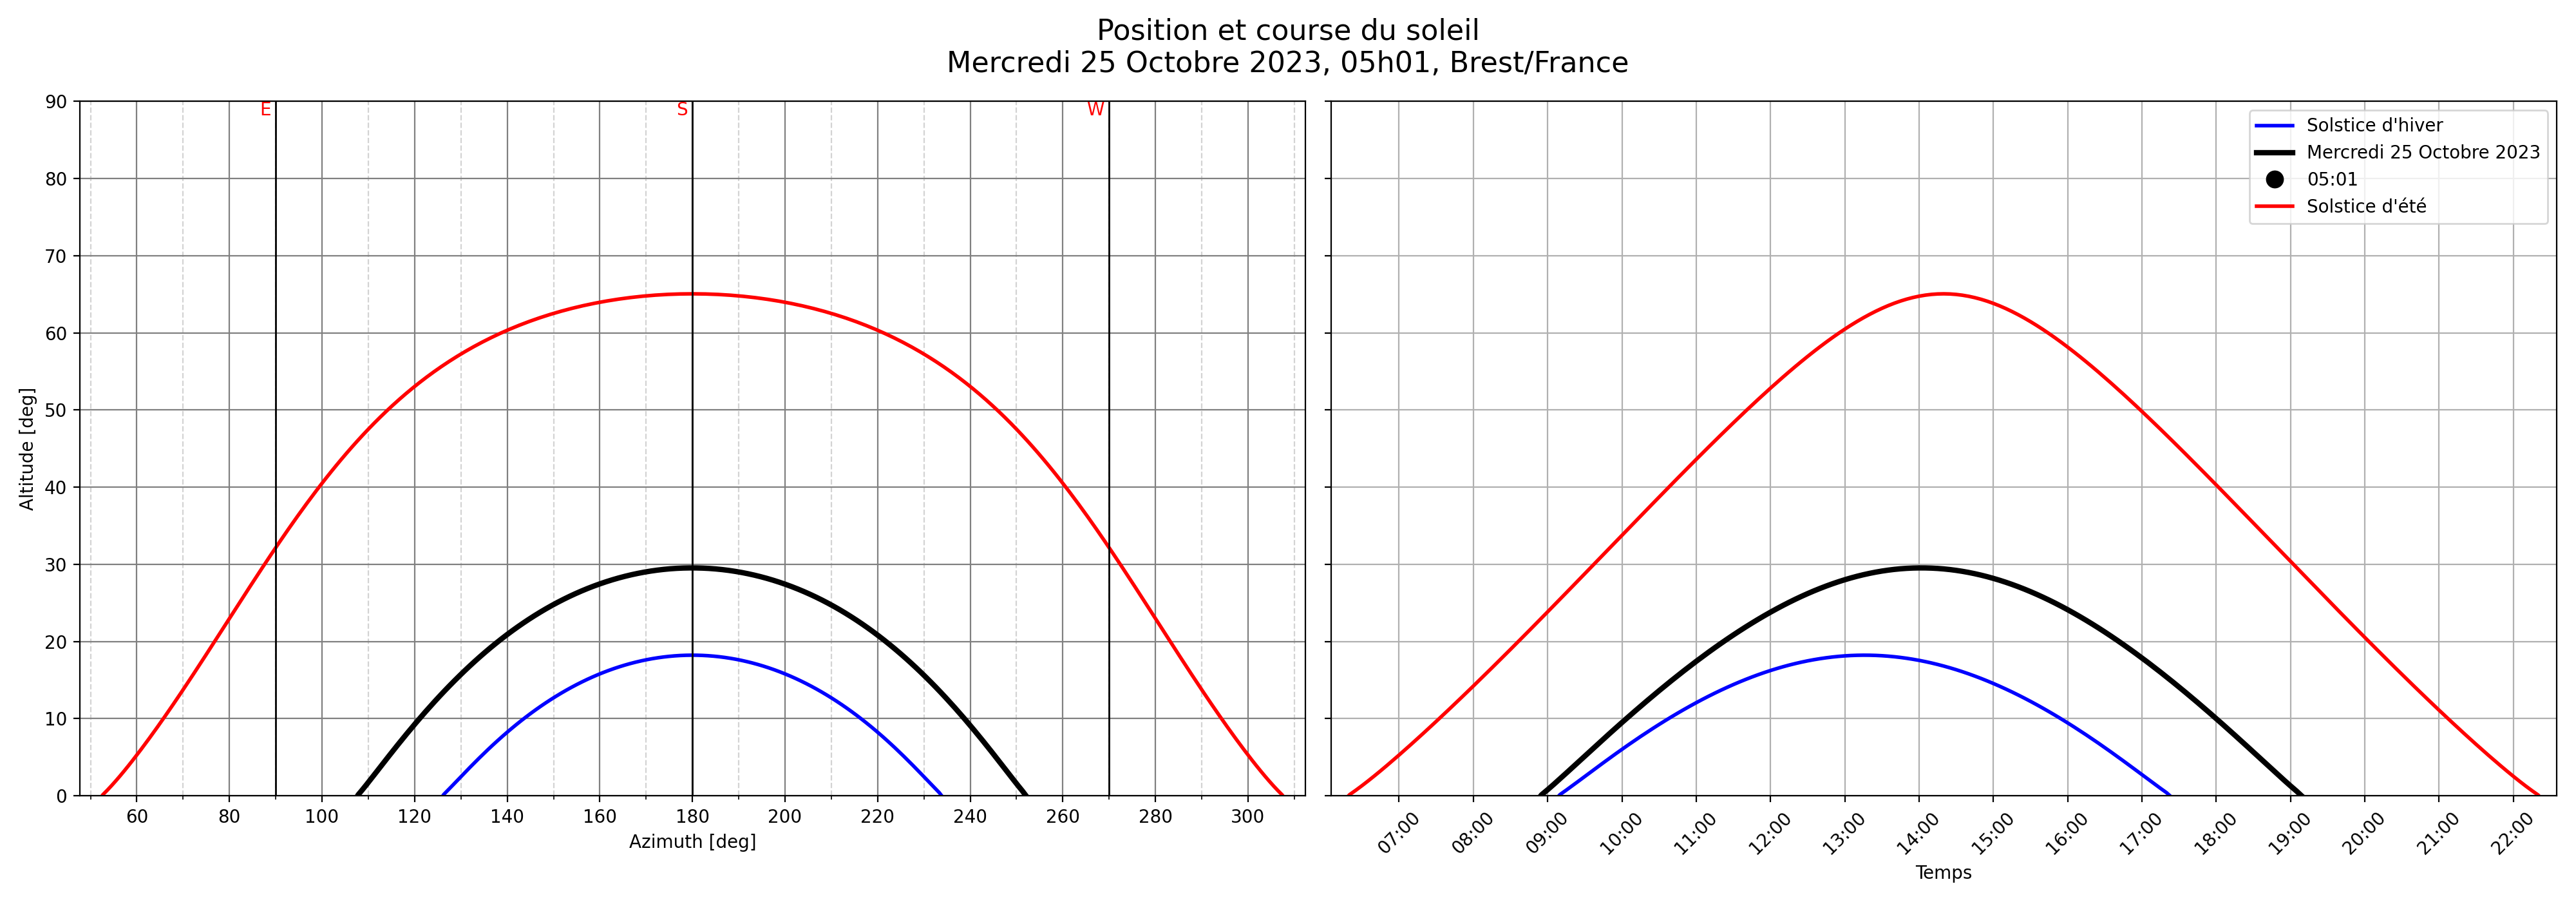 Position et course du soleil
Mercredi 25 Octobre 2023, 05h01, Brest/France
E S W
90
80
70
60
50
40
30
20
10
0
Altitude [deg]
60 80 100 120 140 160 180 200 220 240 260 280 300
Azimuth [deg]
Solstice d'hiver
Mercredi 25 Octobre 2023
05:01
Solstice d'été
07:00 08:00 09:00 10:00 11:00 12:00 13:00 14:00 15:00 16:00 17:00 18:00 19:00 20:00 21:00 22:00
Temps